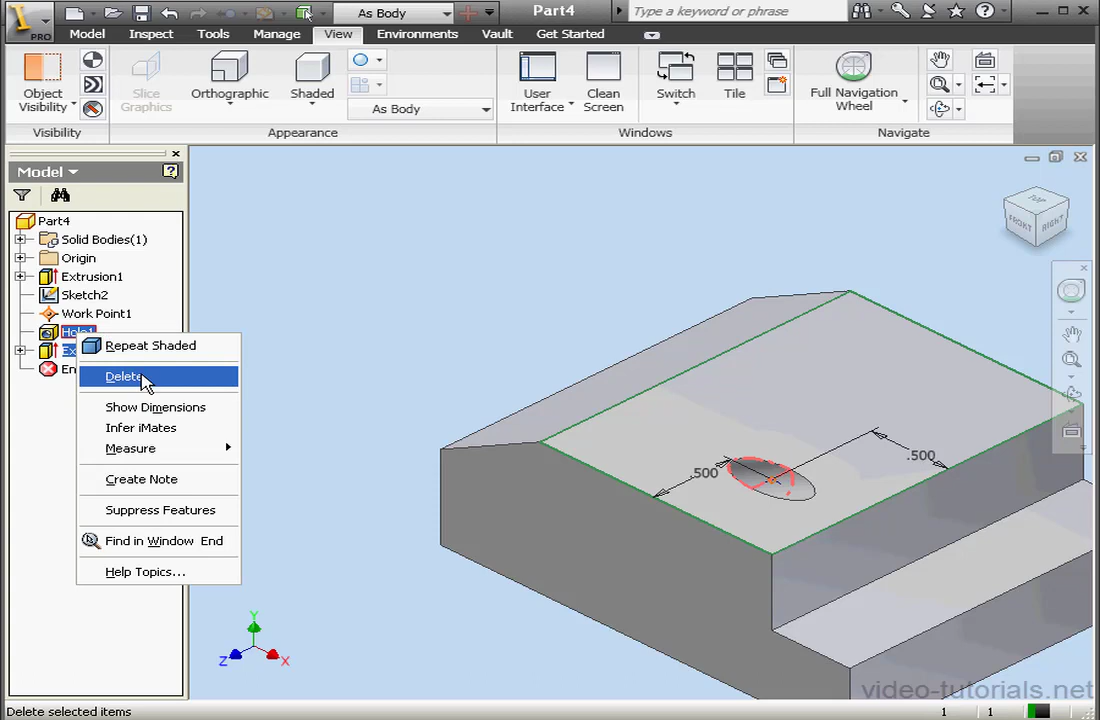 As Body
Part4
Type a keyword or phrase
PRO
Model
Inspect
Tools
Manage
View
Environments
Vault
Get Started
Object
Visibility
Slice
Graphics
Orthographic
Shaded
As Body
User
Interface
Clean
Screen
Switch
Tile
Full Navigation
Wheel
Visibility
Appearance
Windows
Navigate
Model
Part4
Solid Bodies(1)
Origin
Extrusion1
Sketch2
Work Point1
Hole1
Ex
En
Repeat Shaded
Delete
Show Dimensions
Infer iMates
Measure
Create Note
Suppress Features
Find in Window End
Help Topics...
TOP
FRONT
RIGHT
.500
.500
Y
Z
X
video-tutorials.net
Delete selected items
1
1